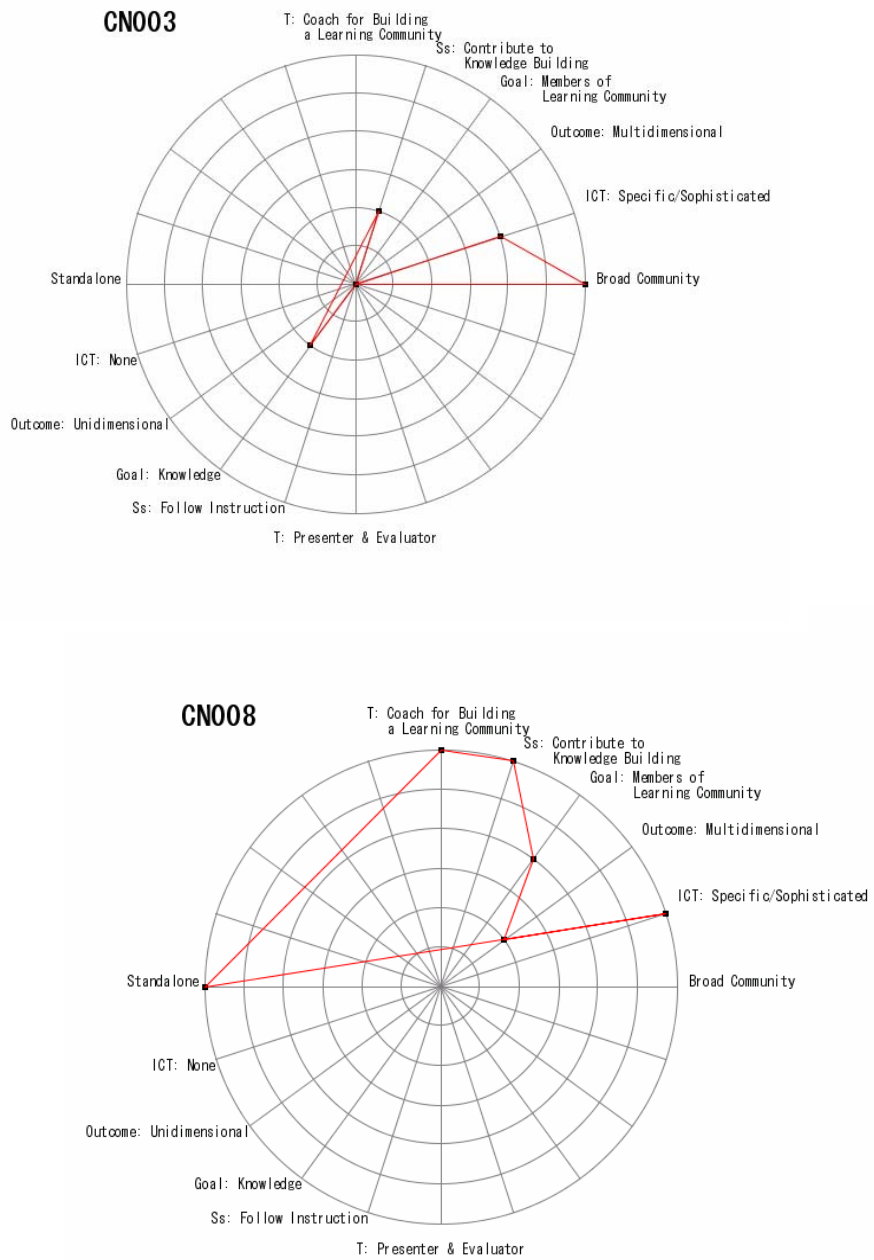 CN003
T: Coach for Building
a Learning Community
Ss: Contribute to
Knowledge Building
Goal: Members of
Learning Community
Outcome: Multidimensional
ICT: Specific/Sophisticated
Standalone
Broad Community
ICT: None
Outcome: Unidimensional
Goal: Knowledge
Ss: Follow Instruction
T: Presenter & Evaluator
CN008
T: Coach for Building
a Learning Community
Ss: Contribute to
Knowledge Building
Goal: Members of
Learning Community
Outcome: Multidimensional
ICT: Specific/Sophisticated
Standalone
Broad Community
ICT: None
Outcome: Unidimensional
Goal: Knowledge
Ss: Follow Instruction
T: Presenter & Evaluator